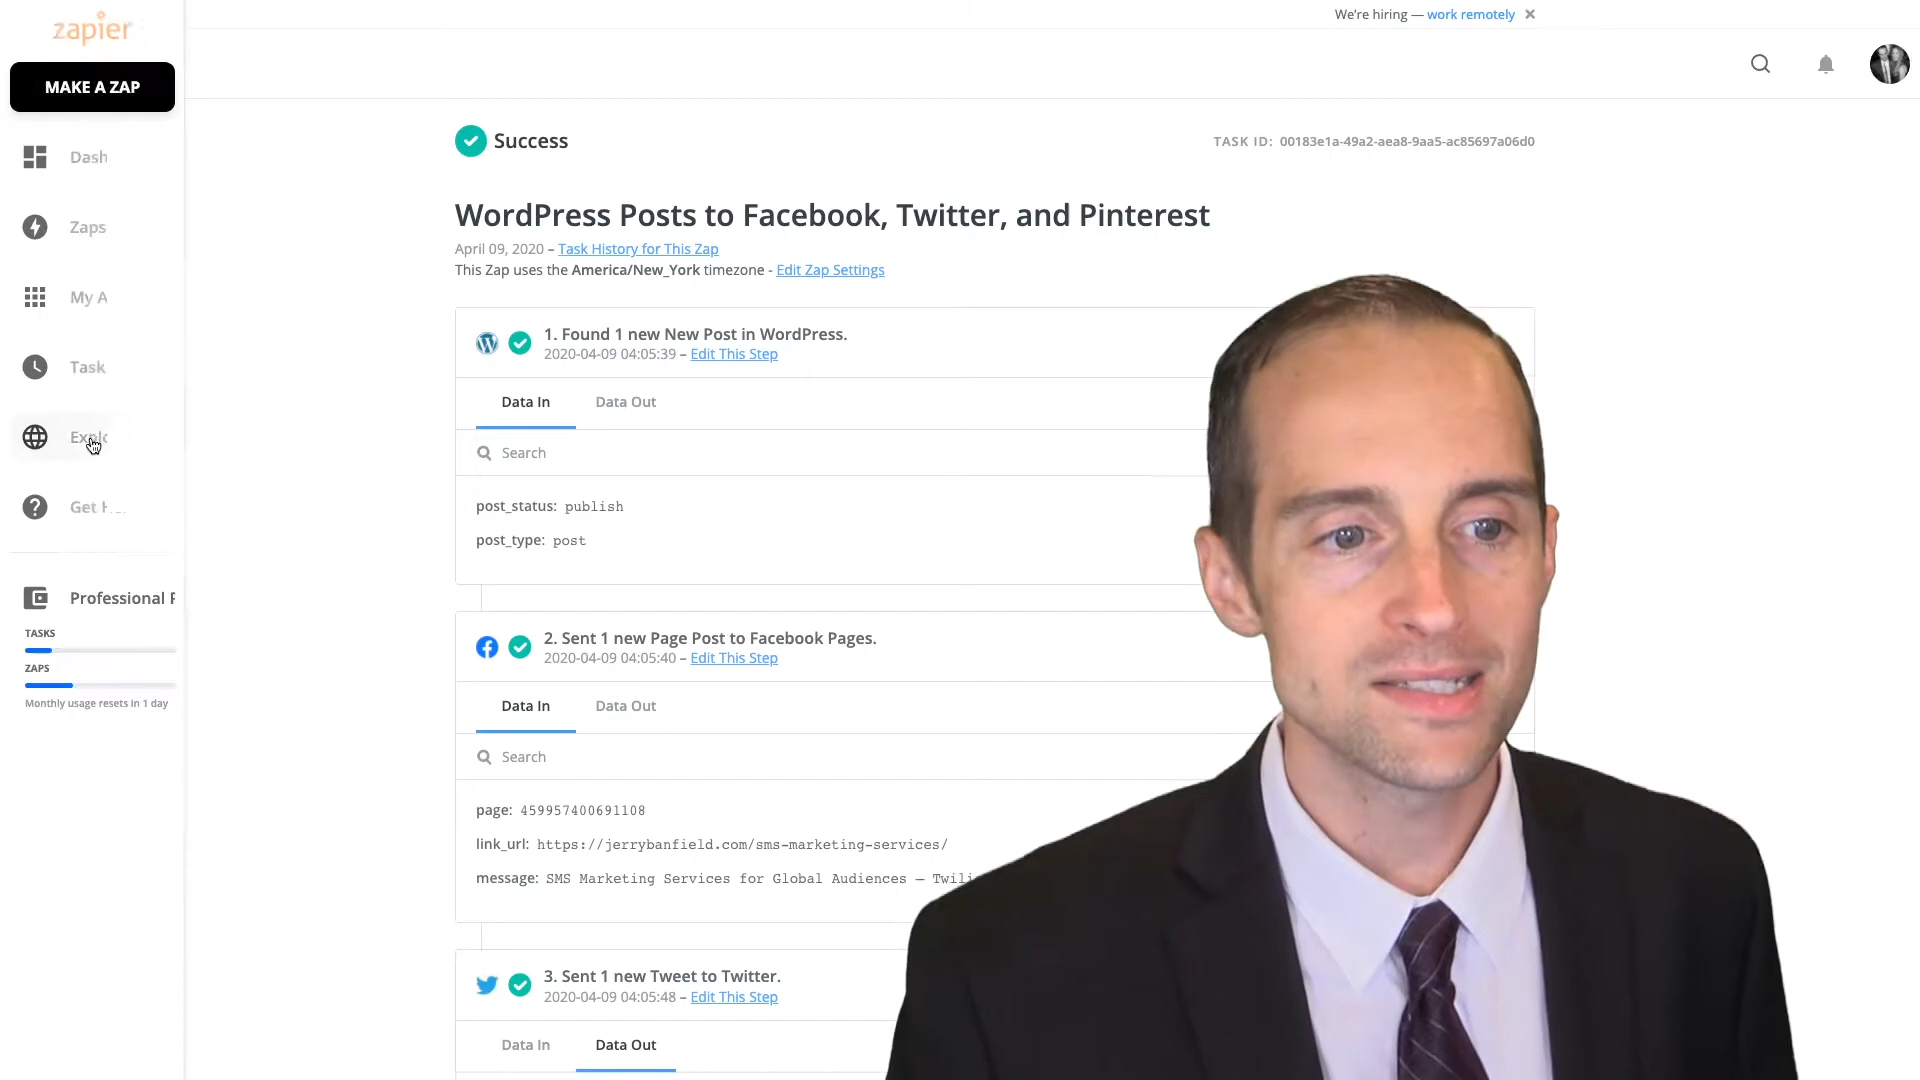 We're hiring — work remotely
zapier
MAKE A ZAP
Dash
Zaps
My A
Task
Explo
Get H
Professional P
TASKS
ZAPS
Monthly usage resets in 1 day
Success
TASK ID: 00183e1a-49a2-aea8-9aa5-ac85697a06d0
WordPress Posts to Facebook, Twitter, and Pinterest
April 09, 2020 – Task History for This Zap
This Zap uses the America/New_York timezone - Edit Zap Settings
1. Found 1 new New Post in WordPress.
2020-04-09 04:05:39 – Edit This Step
Data In Data Out
Search
post_status: publish
post_type: post
2. Sent 1 new Page Post to Facebook Pages.
2020-04-09 04:05:40 – Edit This Step
Data In Data Out
Search
page: 459957400691108
link_url: https://jerrybanfield.com/sms-marketing-services/
message: SMS Marketing Services for Global Audiences — Twili
3. Sent 1 new Tweet to Twitter.
2020-04-09 04:05:48 – Edit This Step
Data In Data Out